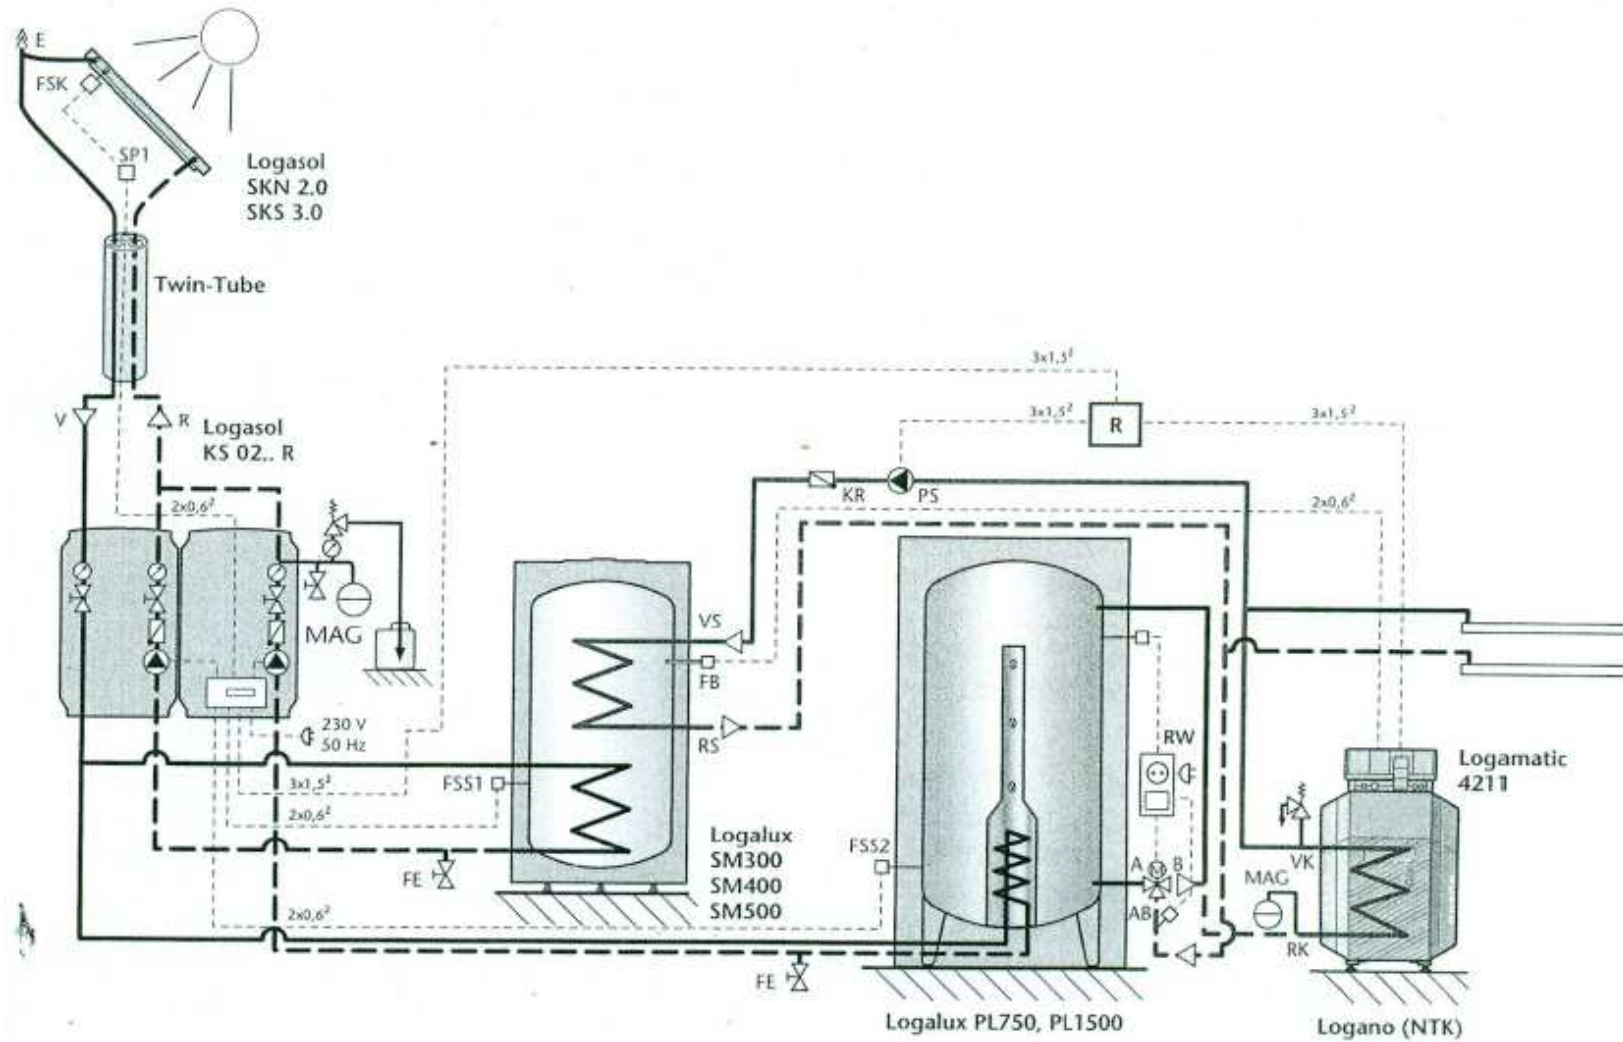 E
FSK
SP1
Logasol
SKN 2.0
SKS 3.0
Twin-Tube
3x1,5²
V
R
Logasol
KS 02.. R
3x1,5²
R
3x1,5²
2x0,6²
KR
PS
2x0,6²
MAG
VS
FB
RS
230 V
50 Hz
RW
3x1,5²
FSS1
Logamatic
4211
2x0,6²
Logalux
SM300
SM400
SM500
FE
FSS2
A
M
B
AB
VK
MAG
2x0,6²
RK
FE
Logalux PL750, PL1500
Logano (NTK)